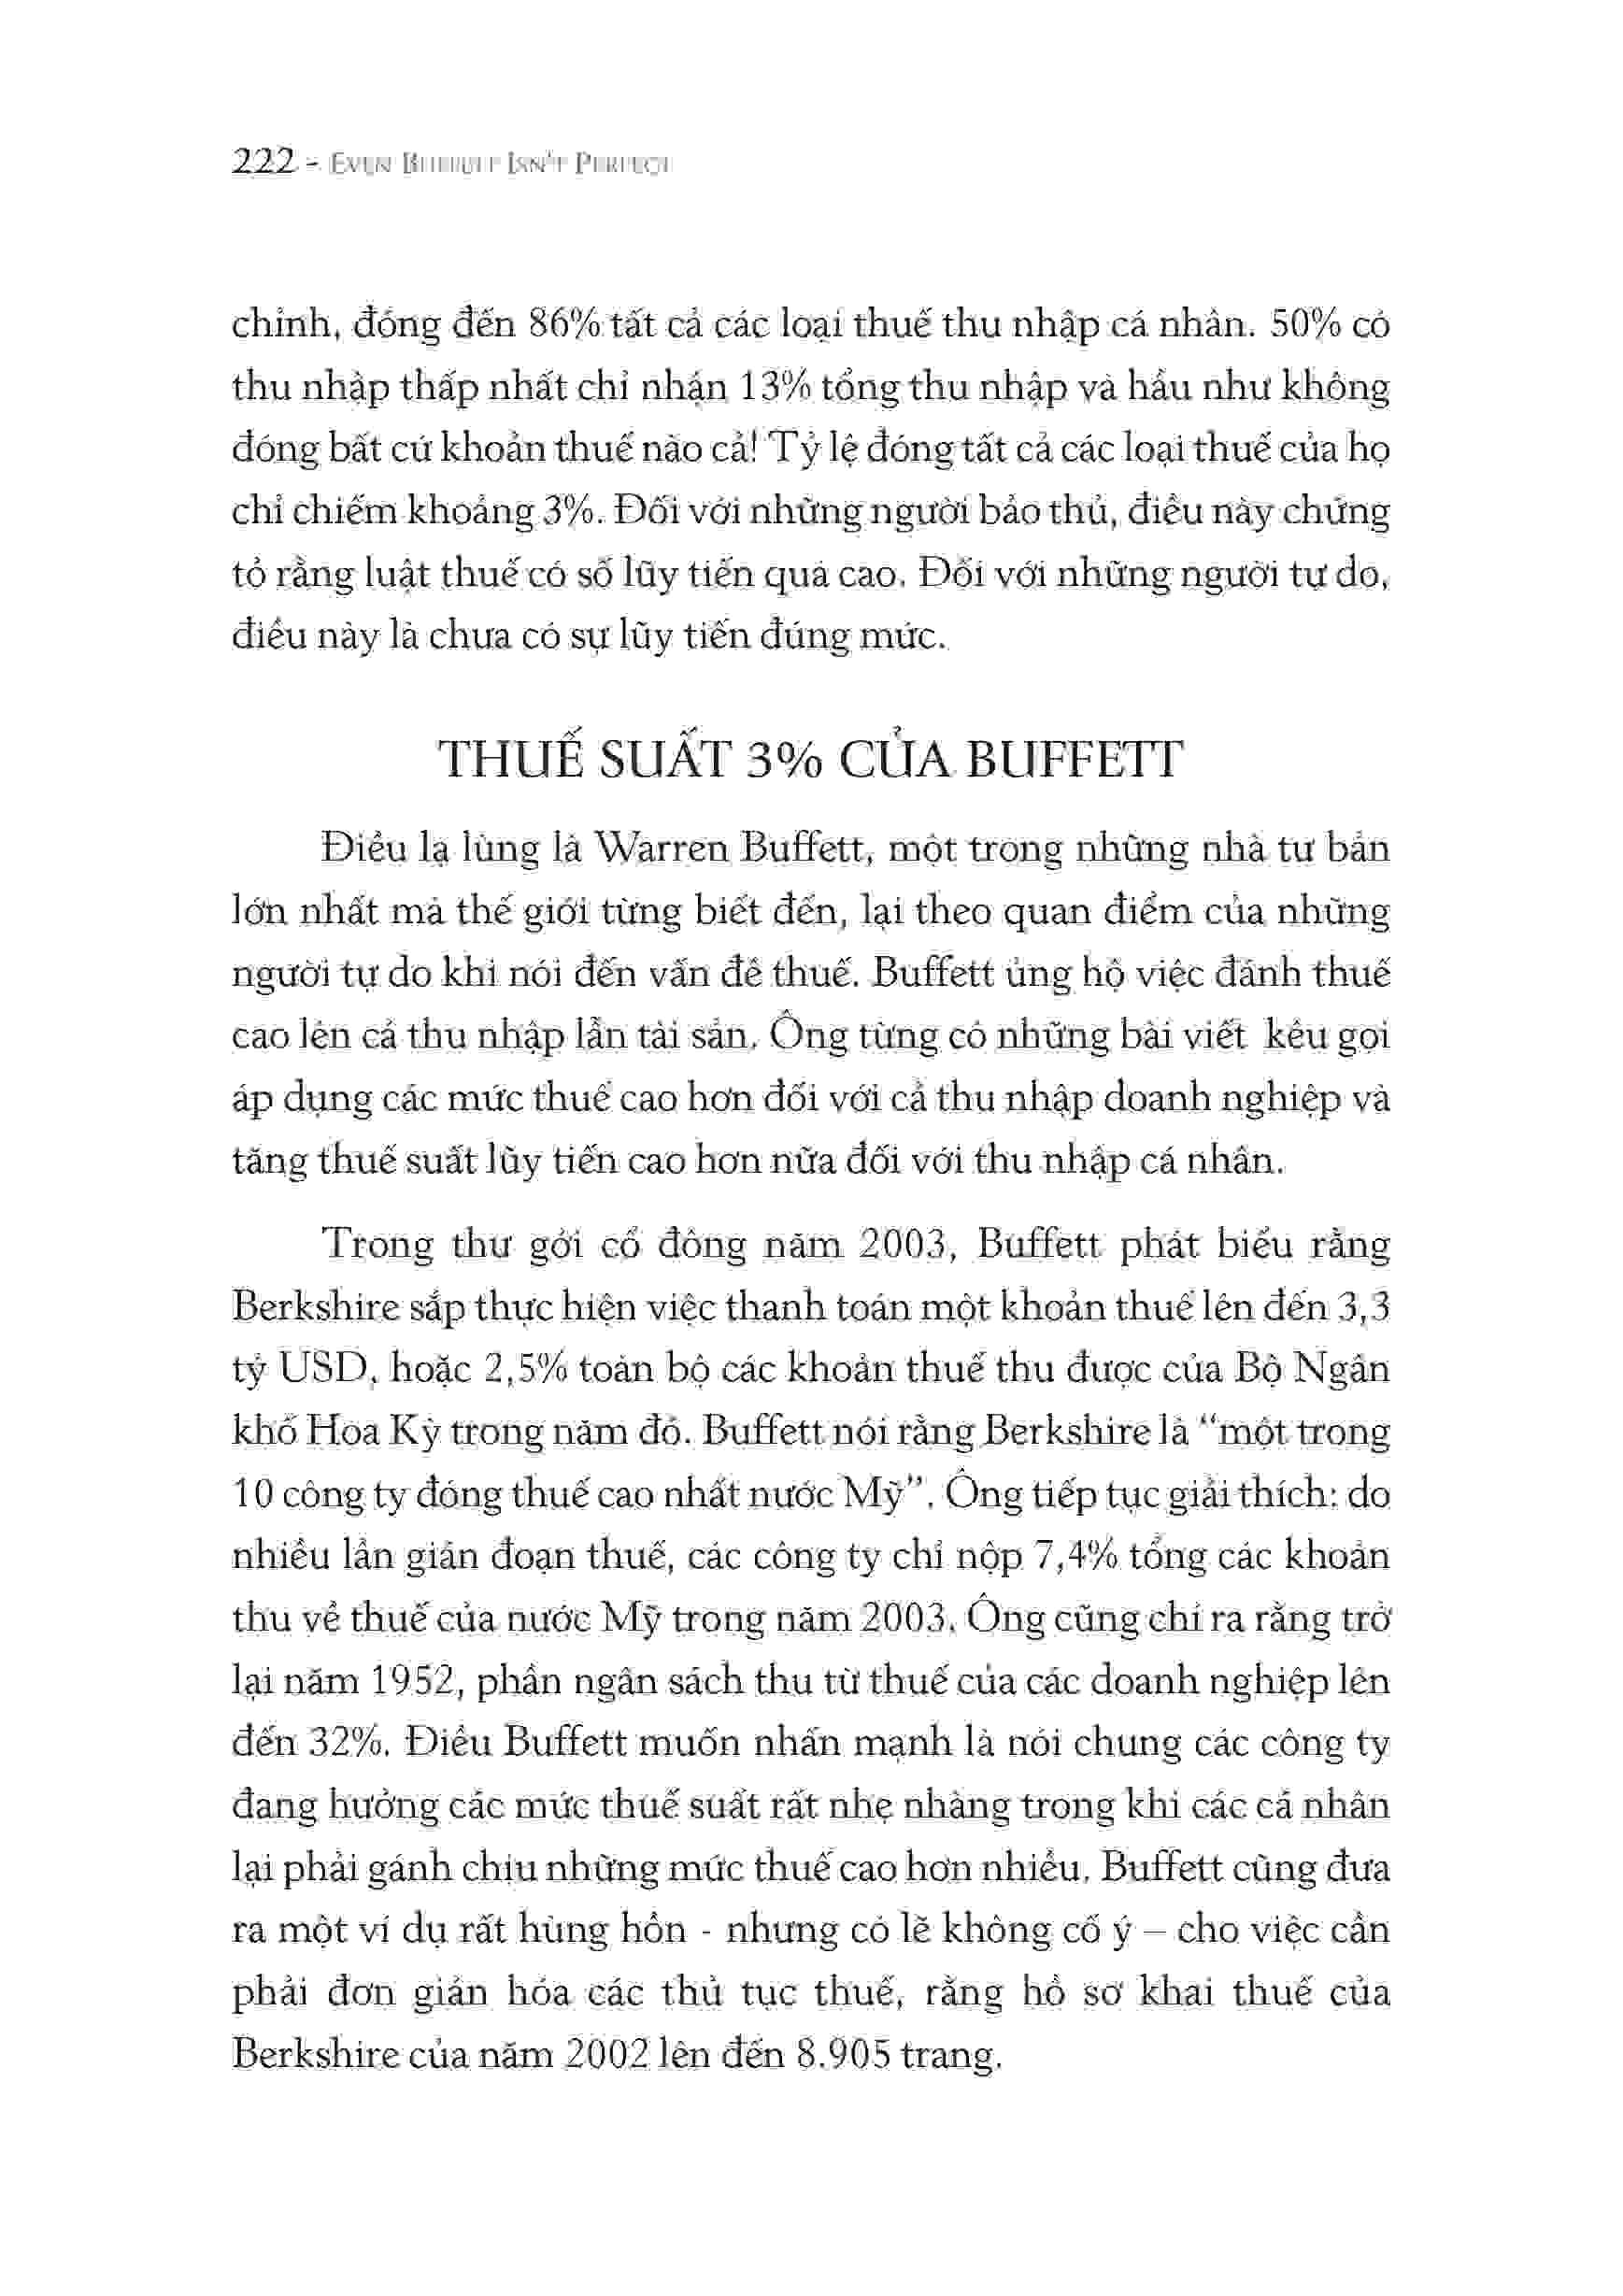 222 - EVEN BUFFETT ISN'T PERFECT
chỉnh, đóng đến 86% tất cả các loại thuế thu nhập cá nhân. 50% có
thu nhập thấp nhất chỉ nhận 13% tổng thu nhập và hầu như không
đóng bất cứ khoản thuế nào cả! Tỷ lệ đóng tất cả các loại thuế của họ
chỉ chiếm khoảng 3%. Đối với những người bảo thủ, điều này chứng
tỏ rằng luật thuế có số lũy tiến quá cao. Đối với những người tự do,
điều này là chưa có sự lũy tiến đúng mức.
THUẾ SUẤT 3% CỦA BUFFETT
Điều lạ lùng là Warren Buffett, một trong những nhà tư bản
lớn nhất mà thế giới từng biết đến, lại theo quan điểm của những
người tự do khi nói đến vấn đề thuế. Buffett ủng hộ việc đánh thuế
cao lên cả thu nhập lẫn tài sản. Ông từng có những bài viết kêu gọi
áp dụng các mức thuế cao hơn đối với cả thu nhập doanh nghiệp và
tăng thuế suất lũy tiến cao hơn nữa đối với thu nhập cá nhân.
Trong thư gởi cổ đông năm 2003, Buffett phát biểu rằng
Berkshire sắp thực hiện việc thanh toán một khoản thuế lên đến 3,3
tỷ USD, hoặc 2,5% toàn bộ các khoản thuế thu được của Bộ Ngân
khố Hoa Kỳ trong năm đó. Buffett nói rằng Berkshire là “một trong
10 công ty đóng thuế cao nhất nước Mỹ”. Ông tiếp tục giải thích: do
nhiều lần gián đoạn thuế, các công ty chỉ nộp 7,4% tổng các khoản
thu về thuế của nước Mỹ trong năm 2003. Ông cũng chỉ ra rằng trở
lại năm 1952, phần ngân sách thu từ thuế của các doanh nghiệp lên
đến 32%. Điều Buffett muốn nhấn mạnh là nói chung các công ty
đang hưởng các mức thuế suất rất nhẹ nhàng trong khi các cá nhân
lại phải gánh chịu những mức thuế cao hơn nhiều. Buffett cũng đưa
ra một ví dụ rất hùng hồn - nhưng có lẽ không cố ý – cho việc cần
phải đơn giản hóa các thủ tục thuế, rằng hồ sơ khai thuế của
Berkshire của năm 2002 lên đến 8.905 trang.